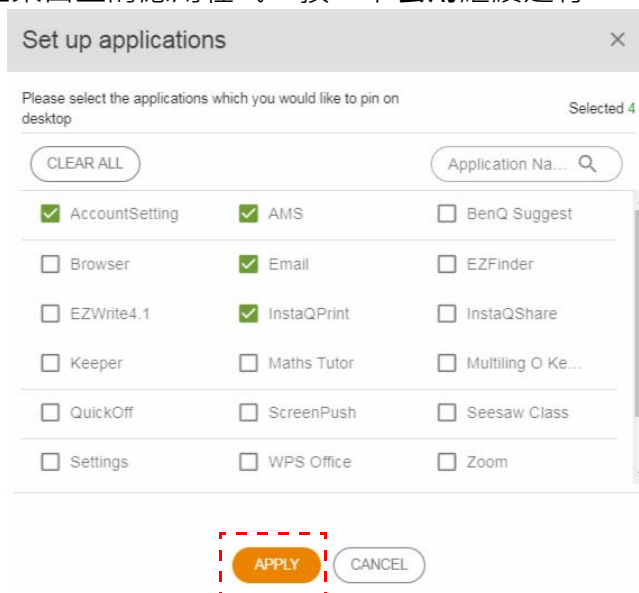 Set up applications
Please select the applications which you would like to pin on
desktop
Selected 4
CLEAR ALL
Application Na...
AccountSetting AMS BenQ Suggest
Browser Email EZFinder
EZWrite4.1 InstaQPrint InstaQShare
Keeper Maths Tutor Multiling O Ke...
QuickOff ScreenPush Seesaw Class
Settings WPS Office Zoom
APPLY CANCEL